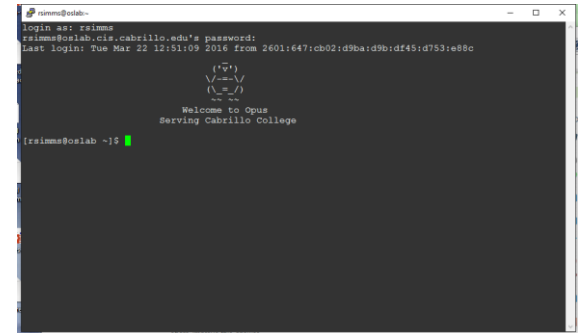 rsimms@oslab:~
login as: rsimms
rsimms@oslab.cis.cabrillo.edu's password:
Last login: Tue Mar 22 12:51:09 2016 from 2601:647:cb02:d9ba:d9b:df45:d753:e88c
_
('v')
\/-=-\/
(\_=_/)
~~ ~~
Welcome to Opus
Serving Cabrillo College
[rsimms@oslab ~]$